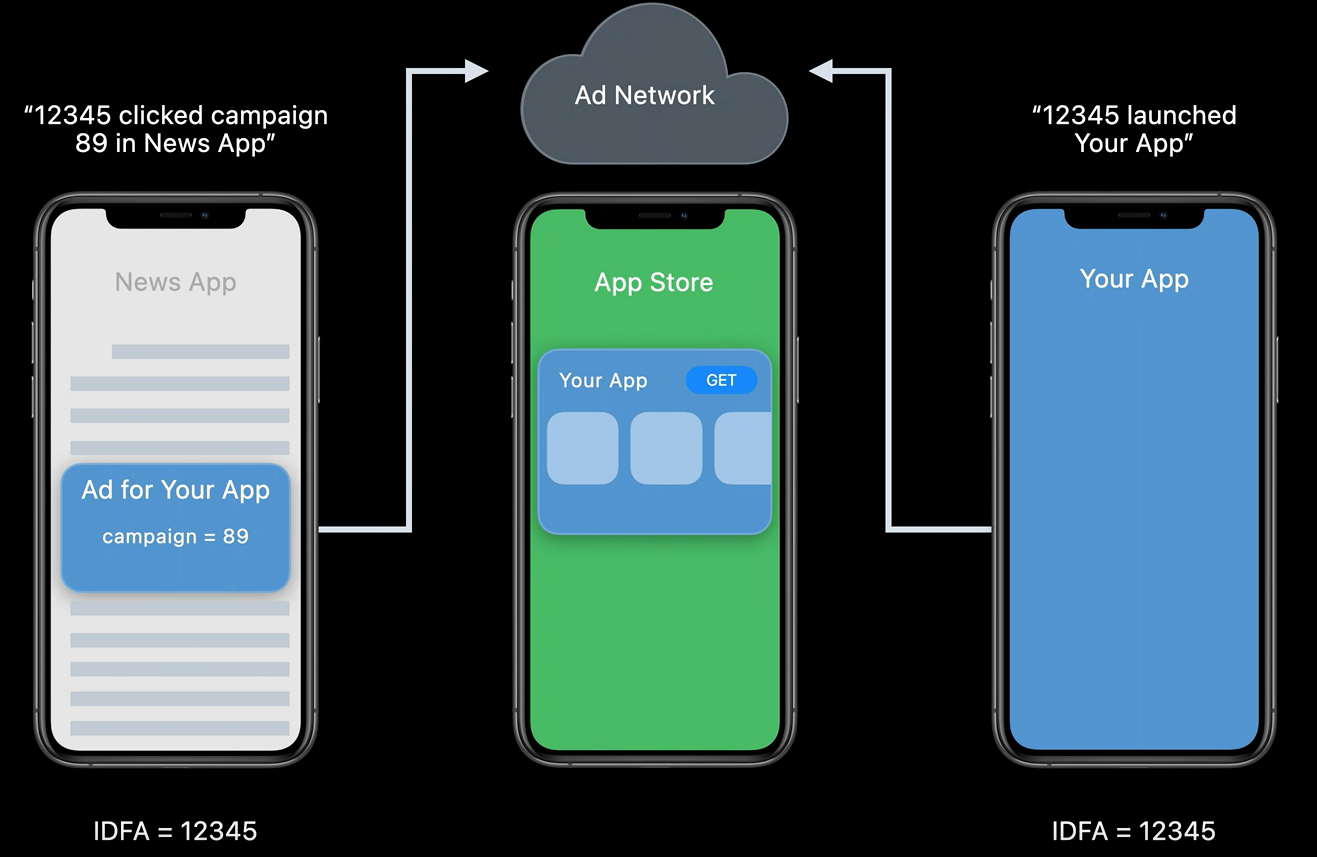 Ad Network
“12345 clicked campaign
89 in News App”
“12345 launched
Your App”
News App
Ad for Your App
campaign = 89
App Store
Your App
GET
Your App
IDFA = 12345
IDFA = 12345